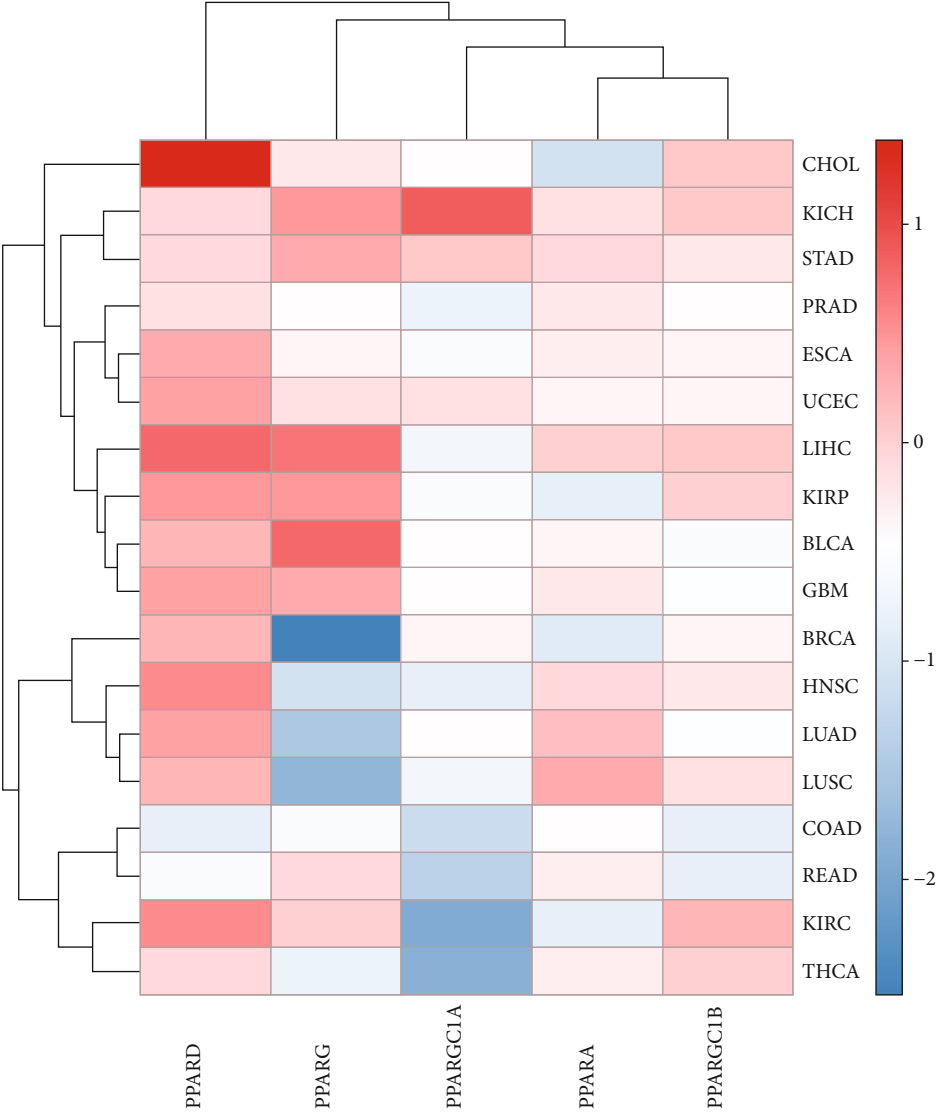 CHOL
KICH
STAD
PRAD
ESCA
UCEC
LIHC
KIRP
BLCA
GBM
BRCA
HNSC
LUAD
LUSC
COAD
READ
KIRC
THCA
1
0
−1
−2
PPARD
PPARG
PPARGC1A
PPARA
PPARGC1B